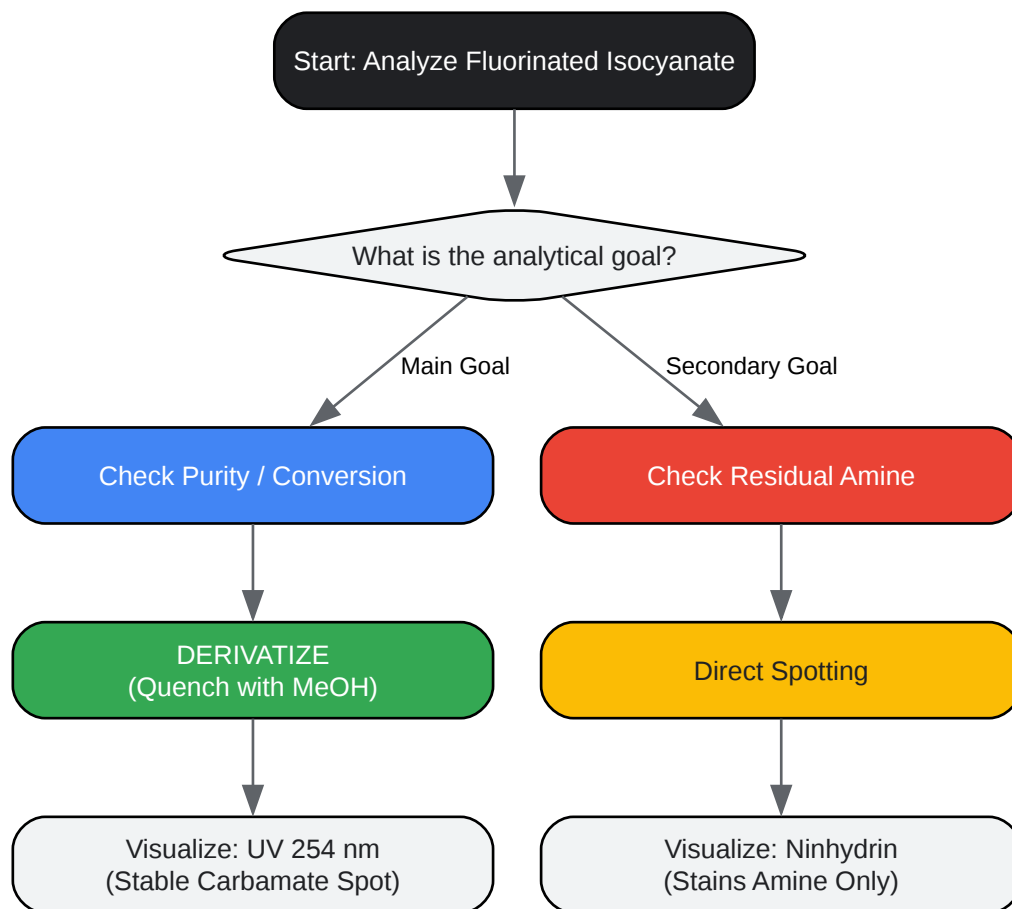 Start: Analyze Fluorinated Isocyanate
What is the analytical goal?
Main Goal
Secondary Goal
Check Purity / Conversion
Check Residual Amine
DERIVATIZE
(Quench with MeOH)
Direct Spotting
Visualize: UV 254 nm
(Stable Carbamate Spot)
Visualize: Ninhydrin
(Stains Amine Only)